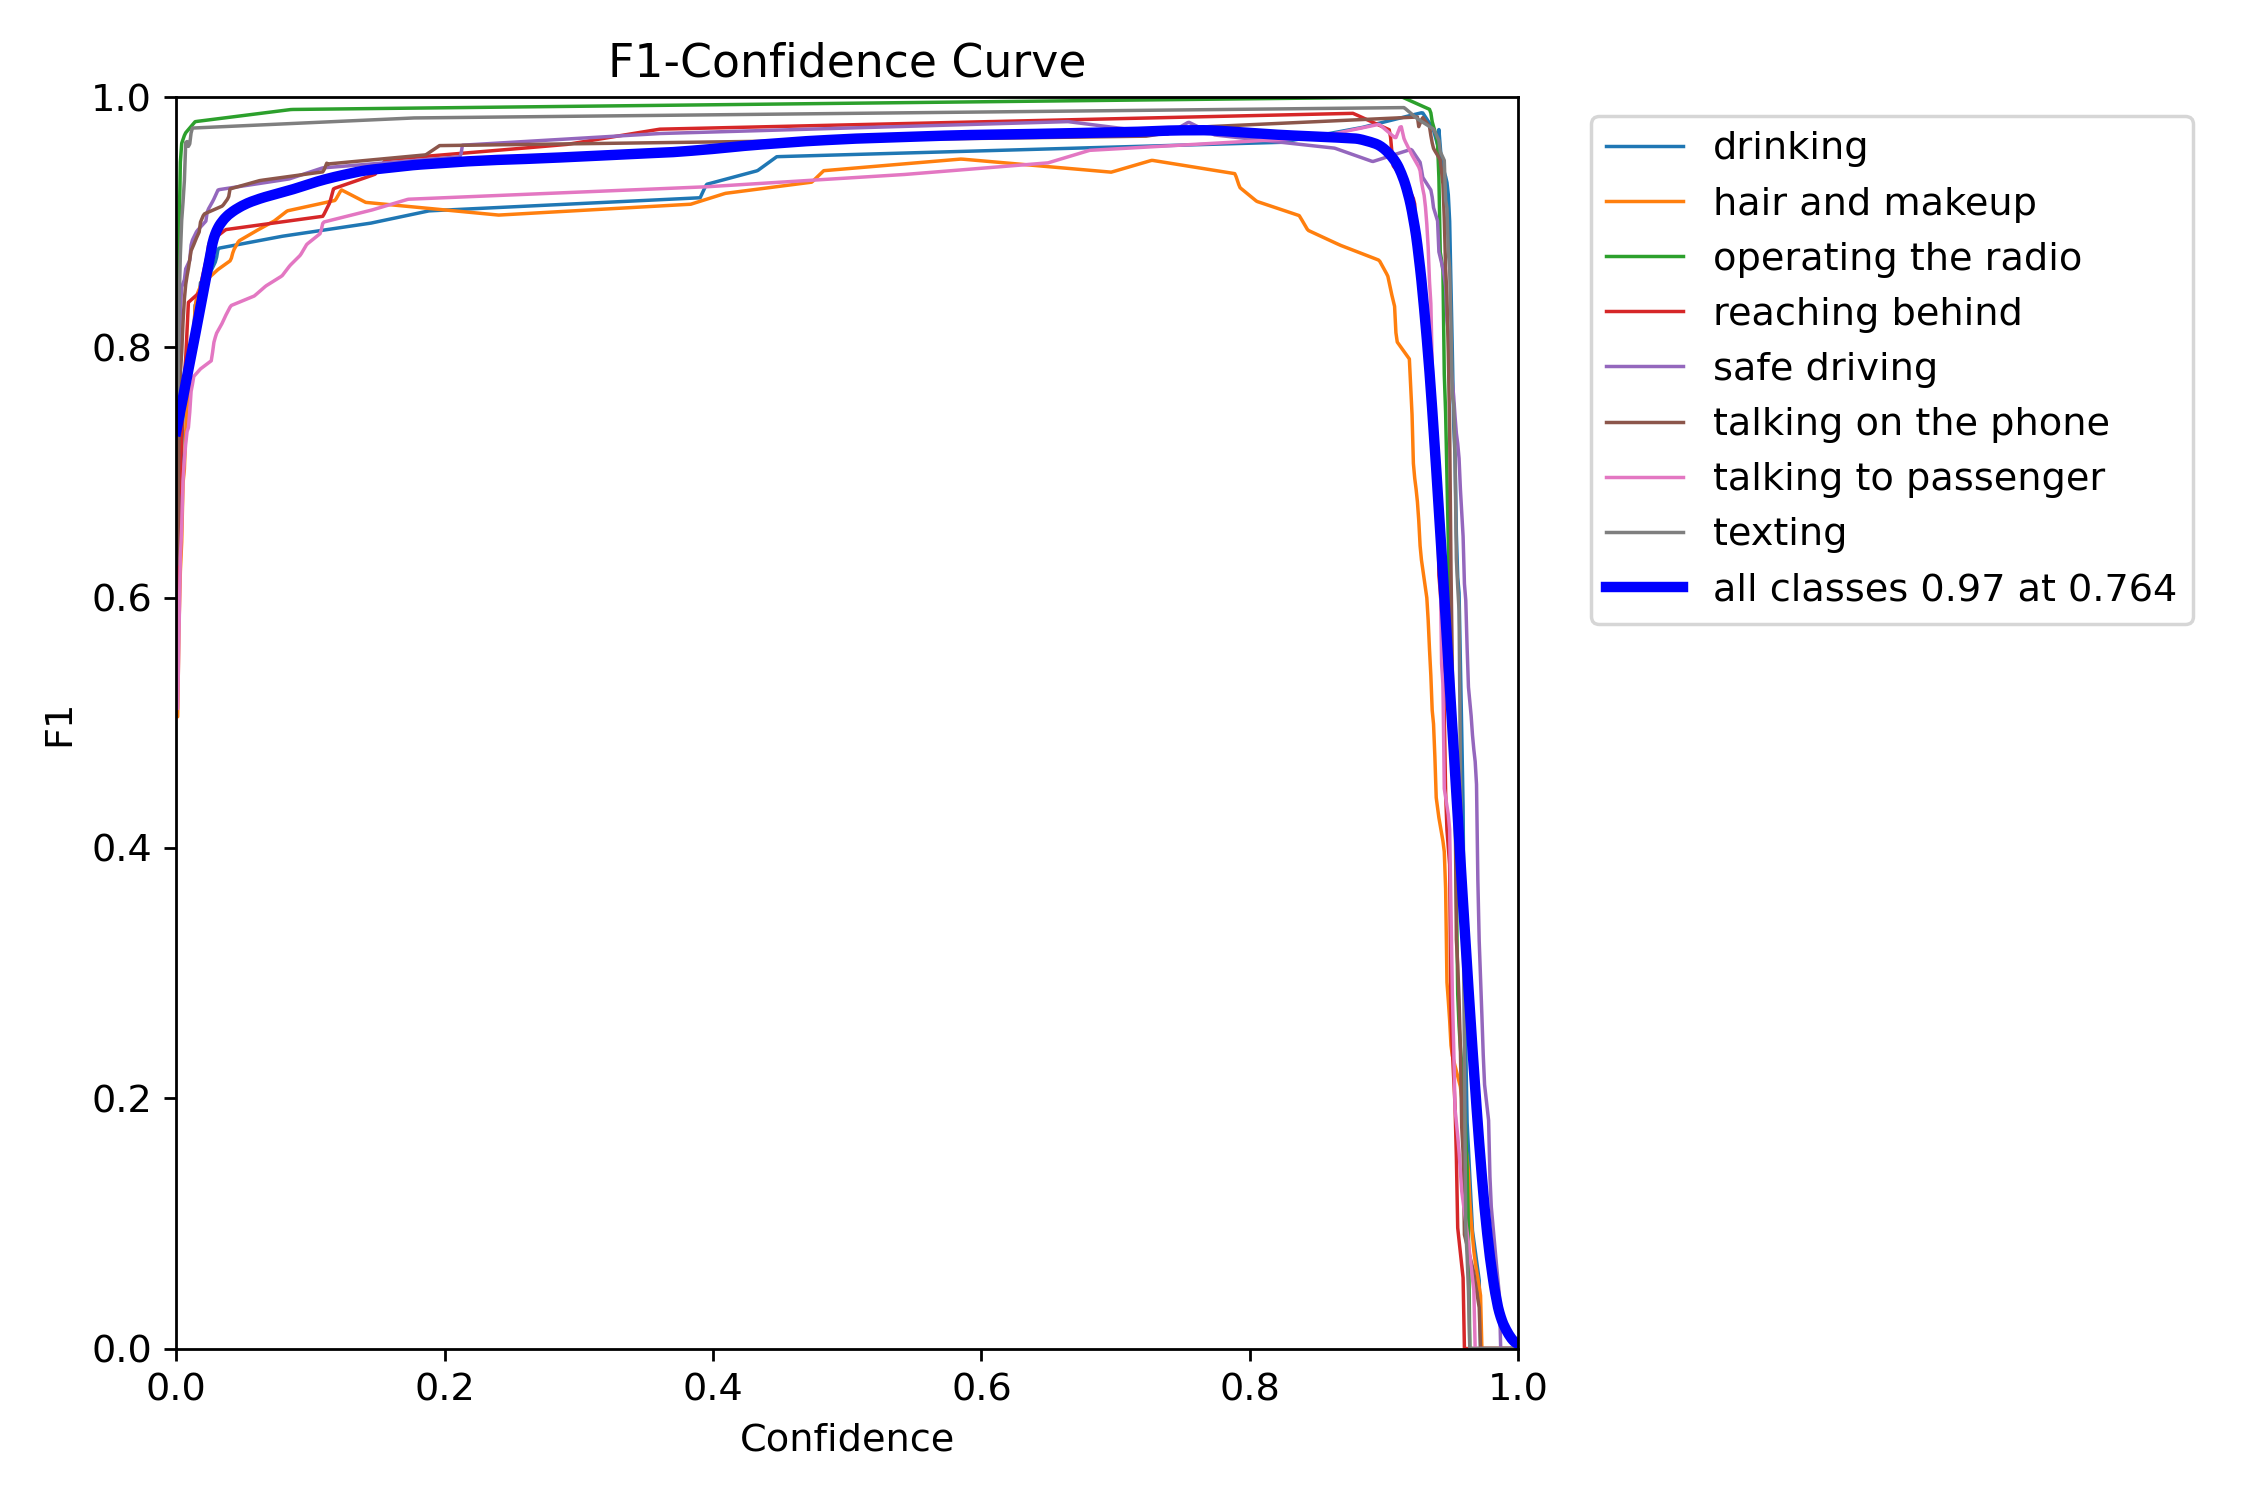 F1-Confidence Curve
1.0
0.8
0.6
0.4
0.2
0.0
F1
0.0 0.2 0.4 0.6 0.8 1.0
Confidence
drinking
hair and makeup
operating the radio
reaching behind
safe driving
talking on the phone
talking to passenger
texting
all classes 0.97 at 0.764